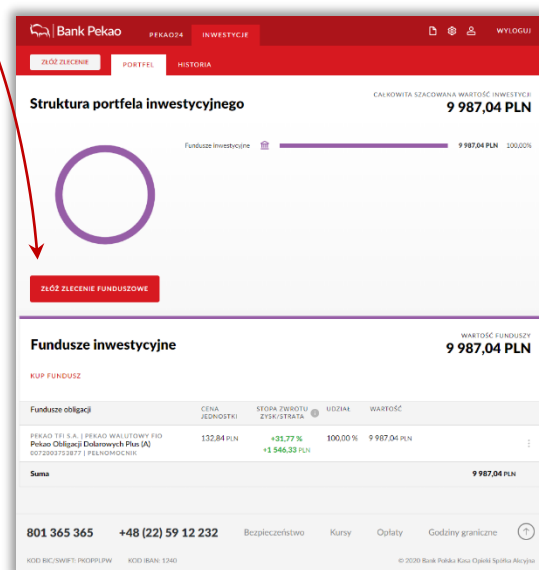 Bank Pekao PEKAO24 INWESTYCJE WYLOGUJ
ZŁÓŻ ZLECENIE PORTFEL HISTORIA
Struktura portfela inwestycyjnego
CAŁKOWITA SZACOWANA WARTOŚĆ INWESTYCJI
9 987,04 PLN
Fundusze inwestycyjne 9 987,04 PLN 100,00%
ZŁÓŻ ZLECENIE FUNDUSZOWE
Fundusze inwestycyjne
WARTOŚĆ FUNDUSZY
9 987,04 PLN
KUP FUNDUSZ
Fundusze obligacji CENA JEDNOSTKI STOPA ZWROTU ZYSK/STRATA UDZIAŁ WARTOŚĆ
PEKAO TFI S.A. | PEKAO WALUTOWY FIO
Pekao Obligacji Dolarowych Plus (A) 132,84 PLN +31,77 % 100,00 % 9 987,04 PLN
0072003753877 | PEŁNOMOCNIK +1 546,33 PLN
Suma 9 987,04 PLN
801 365 365 +48 (22) 59 12 232 Bezpieczeństwo Kursy Opłaty Godziny graniczne
KOD BIC/SWIFT: PKOPPLPW KOD IBAN: 1240 © 2020 Bank Polska Kasa Opieki Spółka Akcyjna